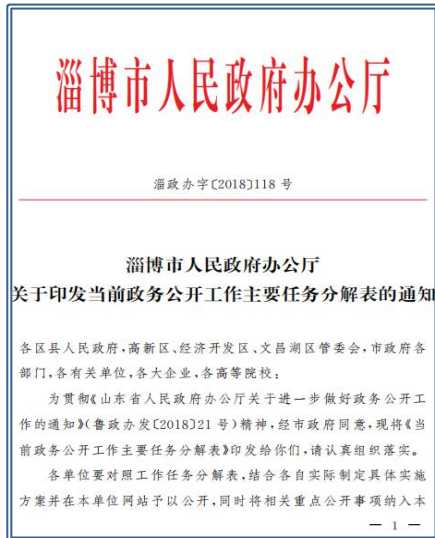 淄博市人民政府办公厅
淄政办字〔2018〕118 号
淄博市人民政府办公厅
关于印发当前政务公开工作主要任务分解表的通知
各区县人民政府,高新区、经济开发区、文昌湖区管委会,市政府各
部门,各有关单位,各大企业,各高等院校:
为贯彻《山东省人民政府办公厅关于进一步做好政务公开工
作的通知》(鲁政办发〔2018〕21 号)精神,经市政府同意,现将《当
前政务公开工作主要任务分解表》印发给你们,请认真组织落实。
各单位要对照工作任务分解表,结合各自实际制定具体实施
方案并在本单位网站予以公开,同时将相关重点公开事项纳入本
— 1 —